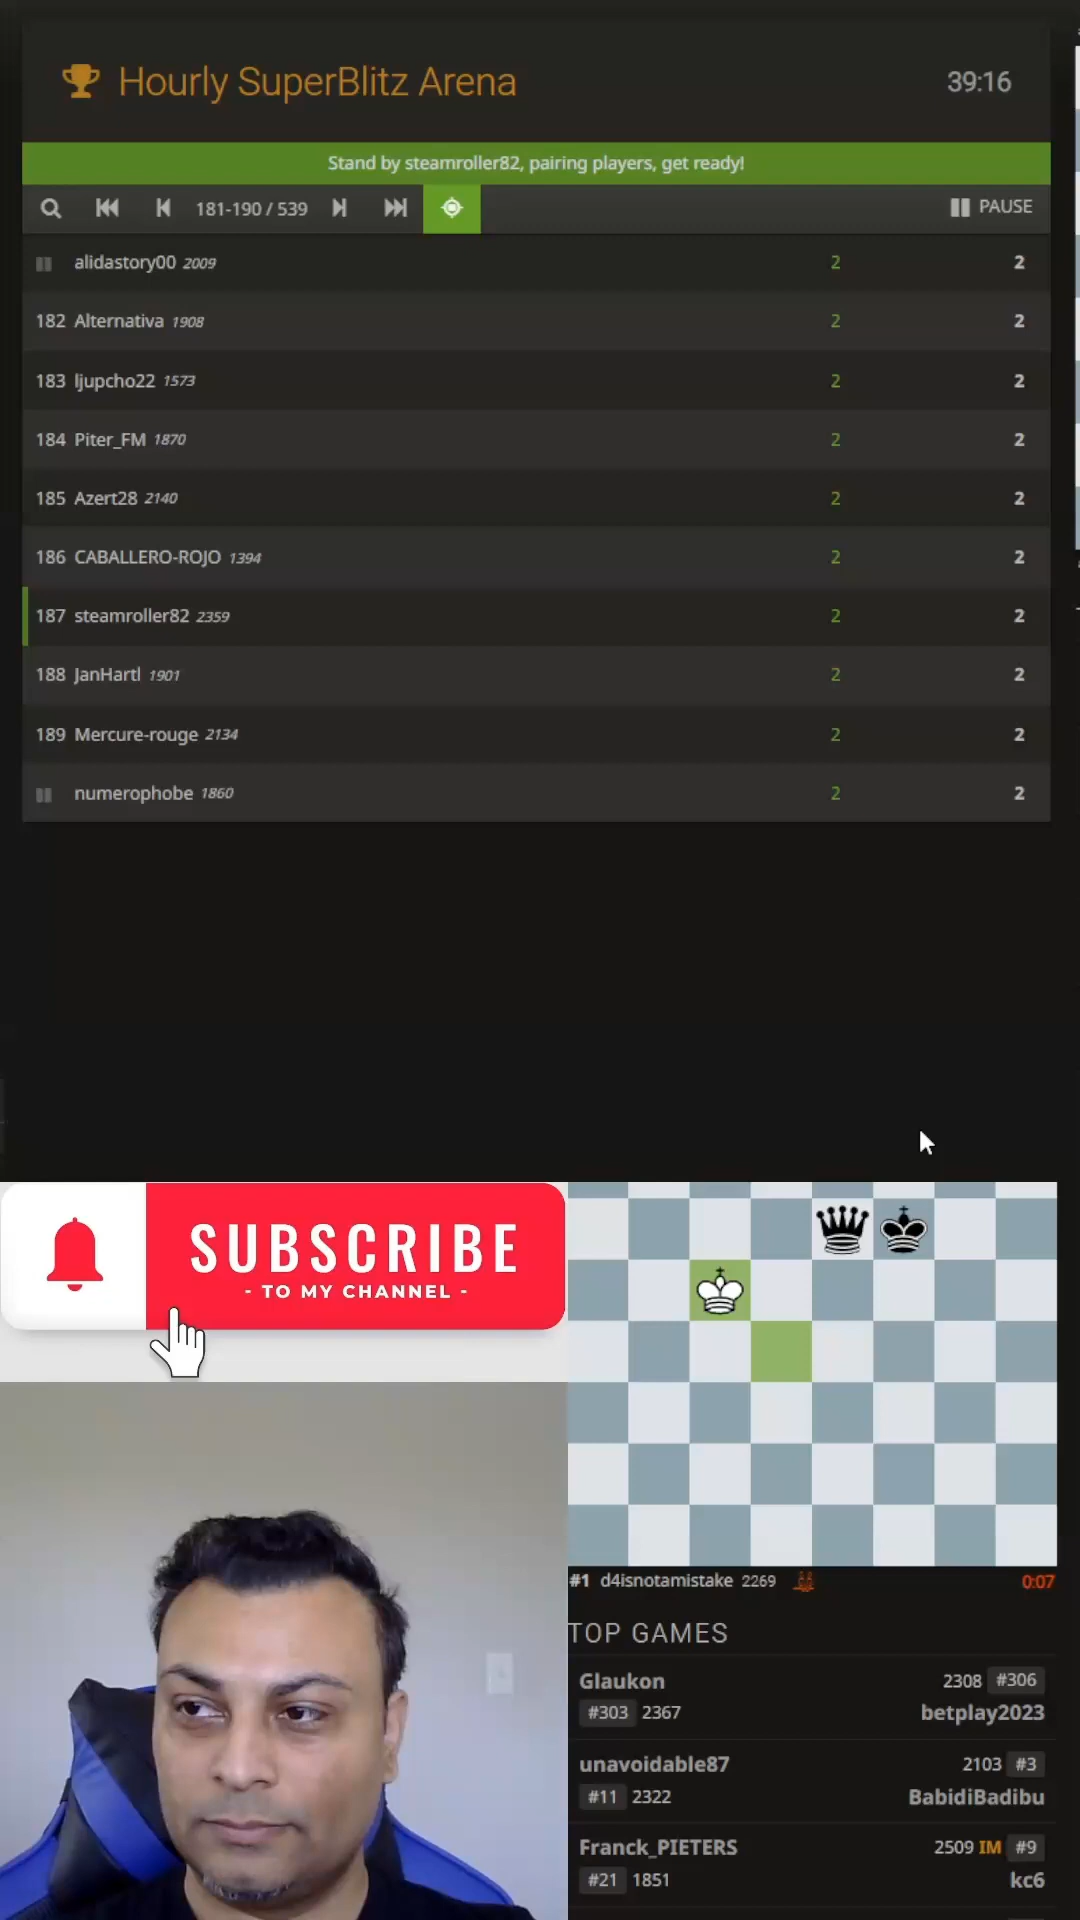 Hourly SuperBlitz Arena 39:16
Stand by steamroller82, pairing players, get ready!
181-190 / 539 PAUSE
alidastory00 2009 2 2
182 Alternativa 1908 2 2
183 ljupcho22 1573 2 2
184 Piter_FM 1870 2 2
185 Azert28 2140 2 2
186 CABALLERO-ROJO 1394 2 2
187 steamroller82 2359 2 2
188 JanHartl 1901 2 2
189 Mercure-rouge 2134 2 2
numerophobe 1860 2 2
SUBSCRIBE
- TO MY CHANNEL -
#1 d4isnotamistake 2269 0:07
TOP GAMES
Glaukon 2308 #306
#303 2367 betplay2023
unavoidable87 2103 #3
#11 2322 BabidiBadibu
Franck_PIETERS 2509 IM #9
#21 1851 kc6